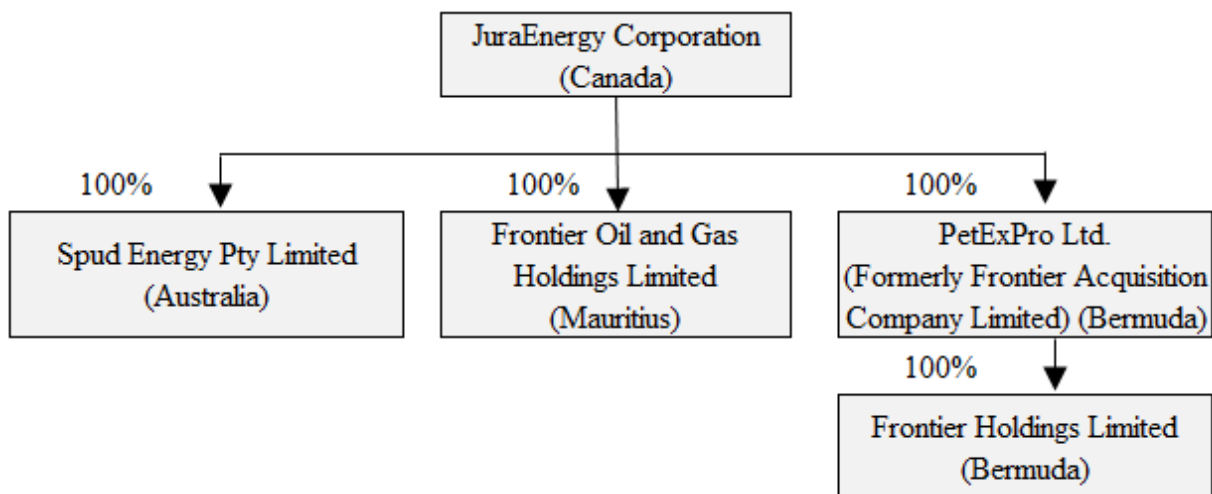 JuraEnergy Corporation
(Canada)
100%
100%
100%
Spud Energy Pty Limited
(Australia)
Frontier Oil and Gas
Holdings Limited
(Mauritius)
PetExPro Ltd.
(Formerly Frontier Acquisition
Company Limited) (Bermuda)
100%
Frontier Holdings Limited
(Bermuda)